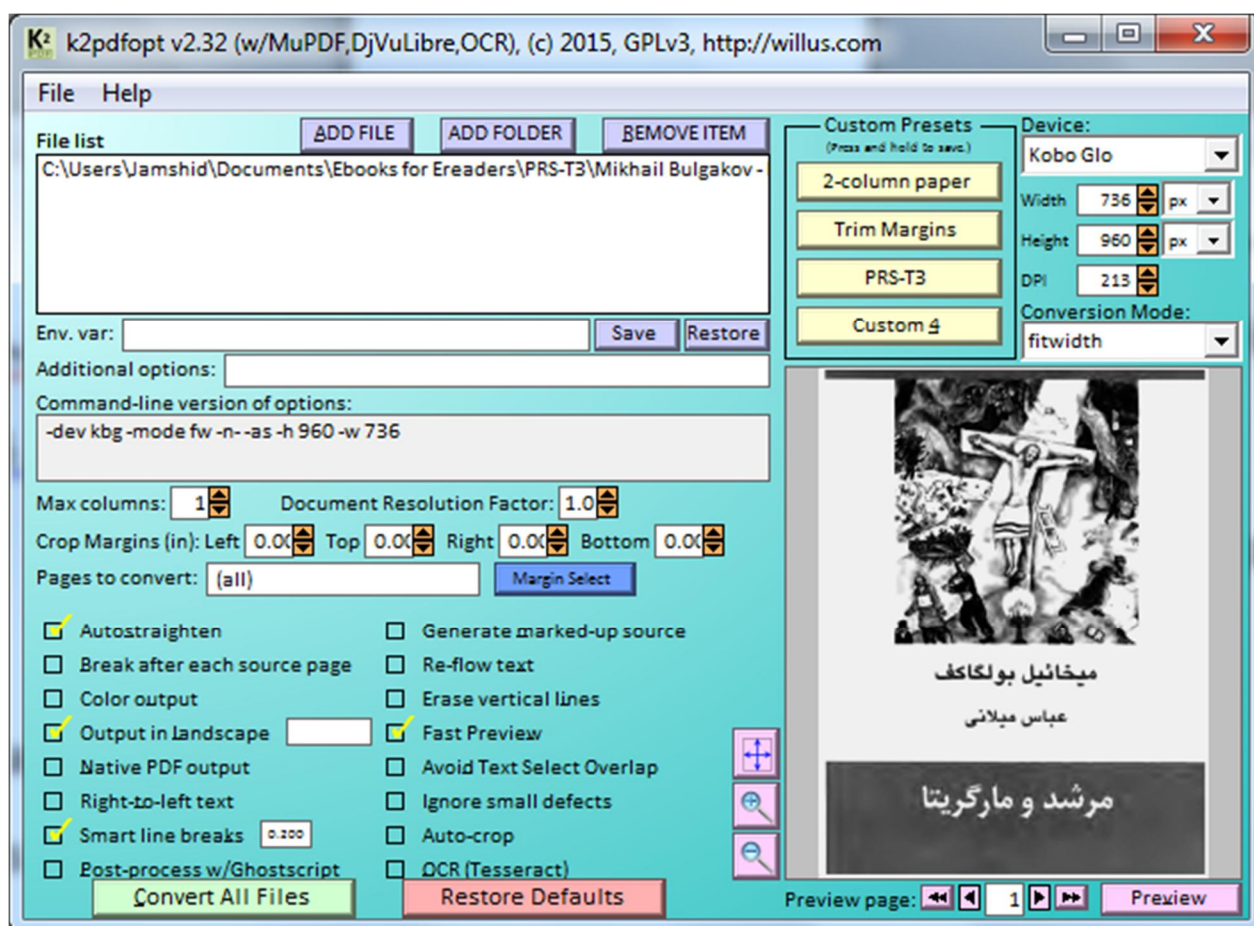 k2pdfopt v2.32 (w/MuPDF,DjVuLibre,OCR), (c) 2015, GPLv3, http://willus.com
File Help
File list ADD FILE ADD FOLDER REMOVE ITEM
C:\Users\Jamshid\Documents\Ebooks for Ereaders\PRS-T3\Mikhail Bulgakov -
Env. var: Save Restore
Additional options:
Command-line version of options:
-dev kbg -mode fw -n- -as -h 960 -w 736
Max columns: 1 Document Resolution Factor: 1.0
Crop Margins (in): Left 0.00 Top 0.00 Right 0.00 Bottom 0.00
Pages to convert: (all) Margin Select
Autostraighten
Break after each source page
Color output
Output in landscape
Native PDF output
Right-to-left text
Smart line breaks 0.200
Post-process w/Ghostscript
Generate marked-up source
Re-flow text
Erase vertical lines
Fast Preview
Avoid Text Select Overlap
Ignore small defects
Auto-crop
OCR (Tesseract)
Convert All Files Restore Defaults
Custom Presets
(Press and hold to save.)
2-column paper
Trim Margins
PRS-T3
Custom 4
Device:
Kobo Glo
Width 736 px
Height 960 px
DPI 213
Conversion Mode:
fitwidth
میخائیل بولگاکف
عباس میلانی
مرشد و مارگریتا
Preview page: 1 Preview